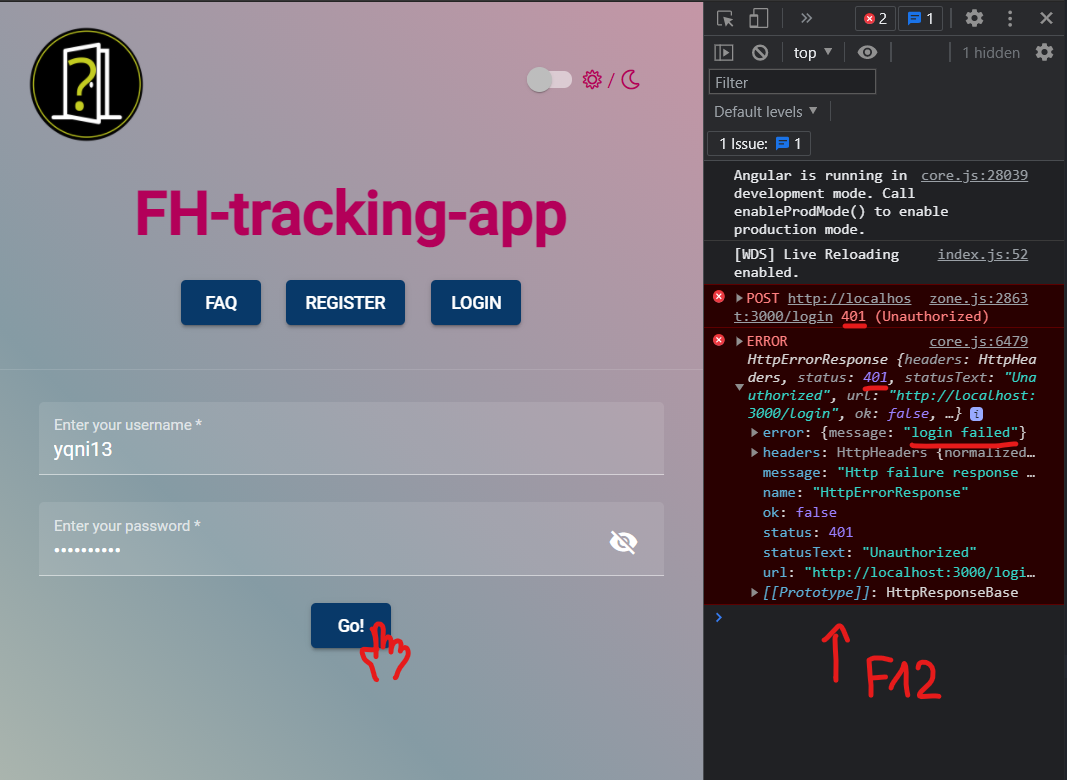 ?
/
FH-tracking-app
FAQ
REGISTER
LOGIN
Enter your username *
yqni13
Enter your password *
••••••••••
Go!
2
1
top ▼
1 hidden
Filter
Default levels ▼
1 Issue: 1
Angular is running in core.js:28039
development mode. Call
enableProdMode() to enable
production mode.
[WDS] Live Reloading index.js:52
enabled.
▶POST http://localhos zone.js:2863
t:3000/login 401 (Unauthorized)
▶ERROR core.js:6479
HttpErrorResponse {headers: HttpHea
ders, status: 401, statusText: "Una
▼ uthorized", url: "http://localhost:
3000/login", ok: false, …} i
▶ error: {message: "login failed"}
▶ headers: HttpHeaders {normalized…
message: "Http failure response …
name: "HttpErrorResponse"
ok: false
status: 401
statusText: "Unauthorized"
url: "http://localhost:3000/logi…
▶ [[Prototype]]: HttpResponseBase
F12